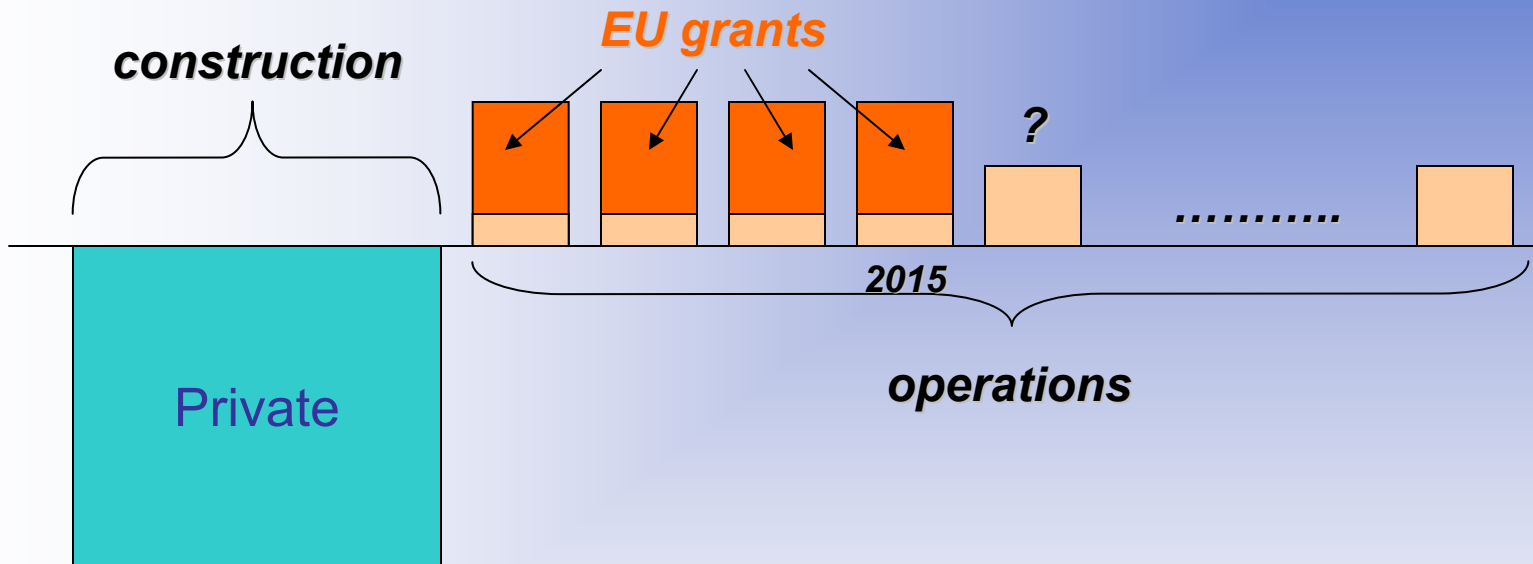 EU grants
construction
?
………..
2015
Private
operations